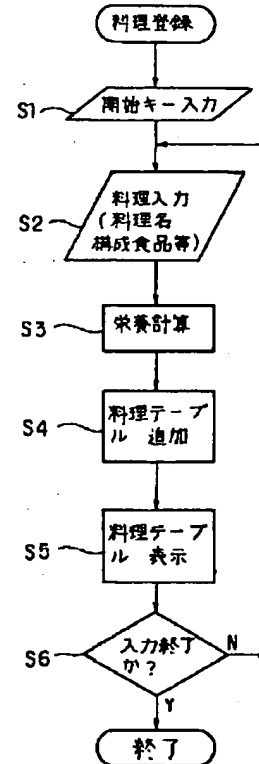 料理登録
S1
開始キー入力
S2
料理入力
(料理名
構成食品等)
S3
栄養計算
S4
料理テーブ
ル 追加
S5
料理テーブ
ル 表示
S6
入力終了
か?
N
Y
終了